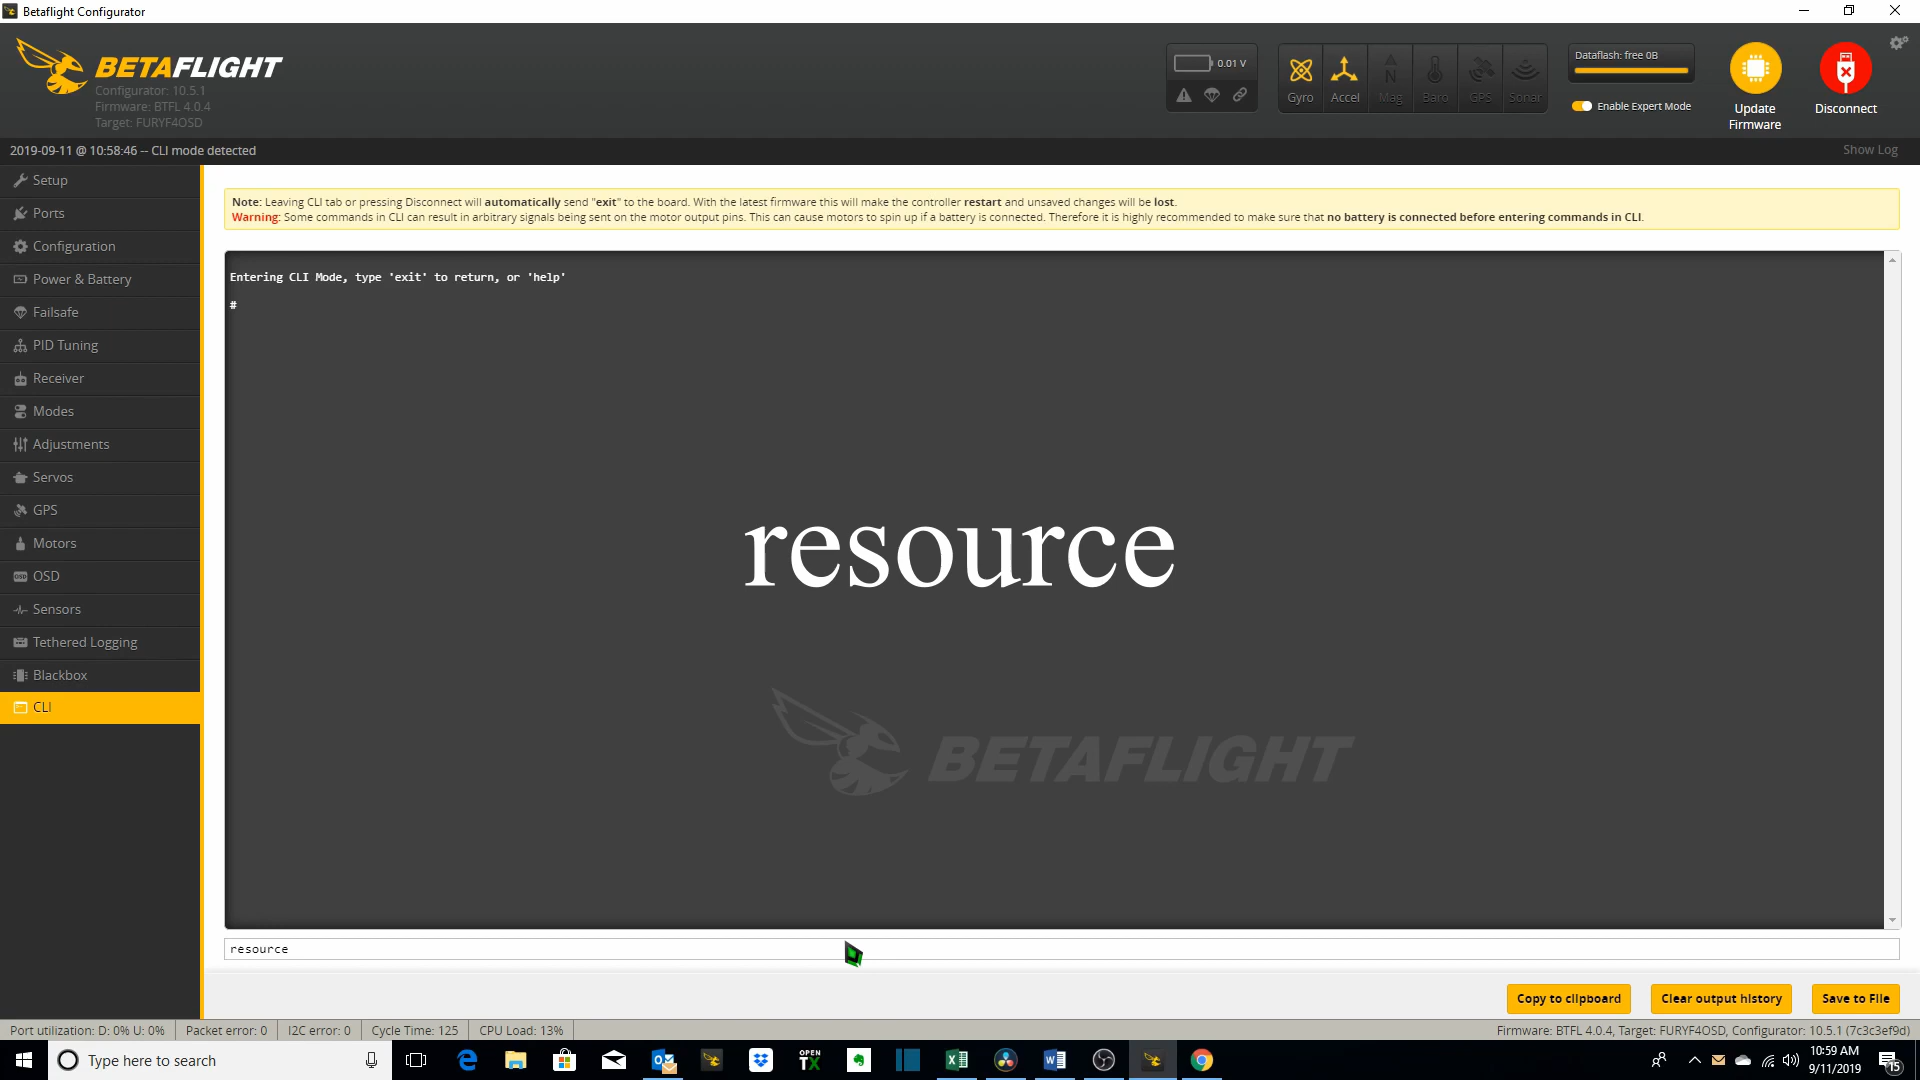 Betaflight Configurator
BETAFLIGHT
Configurator: 10.5.1
Firmware: BTFL 4.0.4
Target: FURYF4OSD
0.01 V
Gyro
Accel
Mag
Baro
GPS
Sonar
Dataflash: free 0B
Enable Expert Mode
Update
Firmware
Disconnect
2019-09-11 @ 10:58:46 -- CLI mode detected
Show Log
Setup
Ports
Configuration
Power & Battery
Failsafe
PID Tuning
Receiver
Modes
Adjustments
Servos
GPS
Motors
OSD
Sensors
Tethered Logging
Blackbox
CLI
Note: Leaving CLI tab or pressing Disconnect will automatically send "exit" to the board. With the latest firmware this will make the controller restart and unsaved changes will be lost.
Warning: Some commands in CLI can result in arbitrary signals being sent on the motor output pins. This can cause motors to spin up if a battery is connected. Therefore it is highly recommended to make sure that no battery is connected before entering commands in CLI.
Entering CLI Mode, type 'exit' to return, or 'help'
#
resource
BETAFLIGHT
resource
Copy to clipboard
Clear output history
Save to File
Port utilization: D: 0% U: 0%
Packet error: 0
I2C error: 0
Cycle Time: 125
CPU Load: 13%
Firmware: BTFL 4.0.4, Target: FURYF4OSD, Configurator: 10.5.1 (7c3c3ef9d)
Type here to search
OPEN
TX
10:59 AM
9/11/2019
15